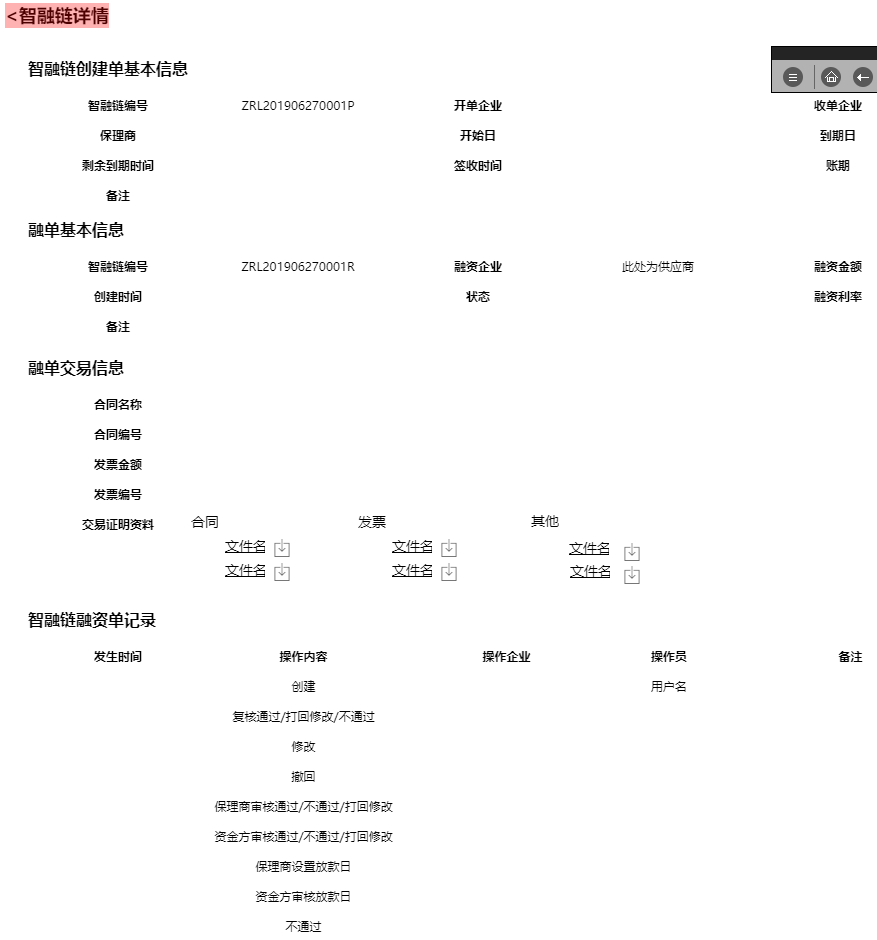 <智融链详情
智融链创建单基本信息
智融链编号 ZRL201906270001P 开单企业 收单企业
保理商 开始日 到期日
剩余到期时间 签收时间 账期
备注
融单基本信息
智融链编号 ZRL201906270001R 融资企业 此处为供应商 融资金额
创建时间 状态 融资利率
备注
融单交易信息
合同名称
合同编号
发票金额
发票编号
交易证明资料 合同 发票 其他
文件名 文件名 文件名
文件名 文件名 文件名
智融链融资单记录
发生时间 操作内容 操作企业 操作员 备注
创建 用户名
复核通过/打回修改/不通过
修改
撤回
保理商审核通过/不通过/打回修改
资金方审核通过/不通过/打回修改
保理商设置放款日
资金方审核放款日
不通过